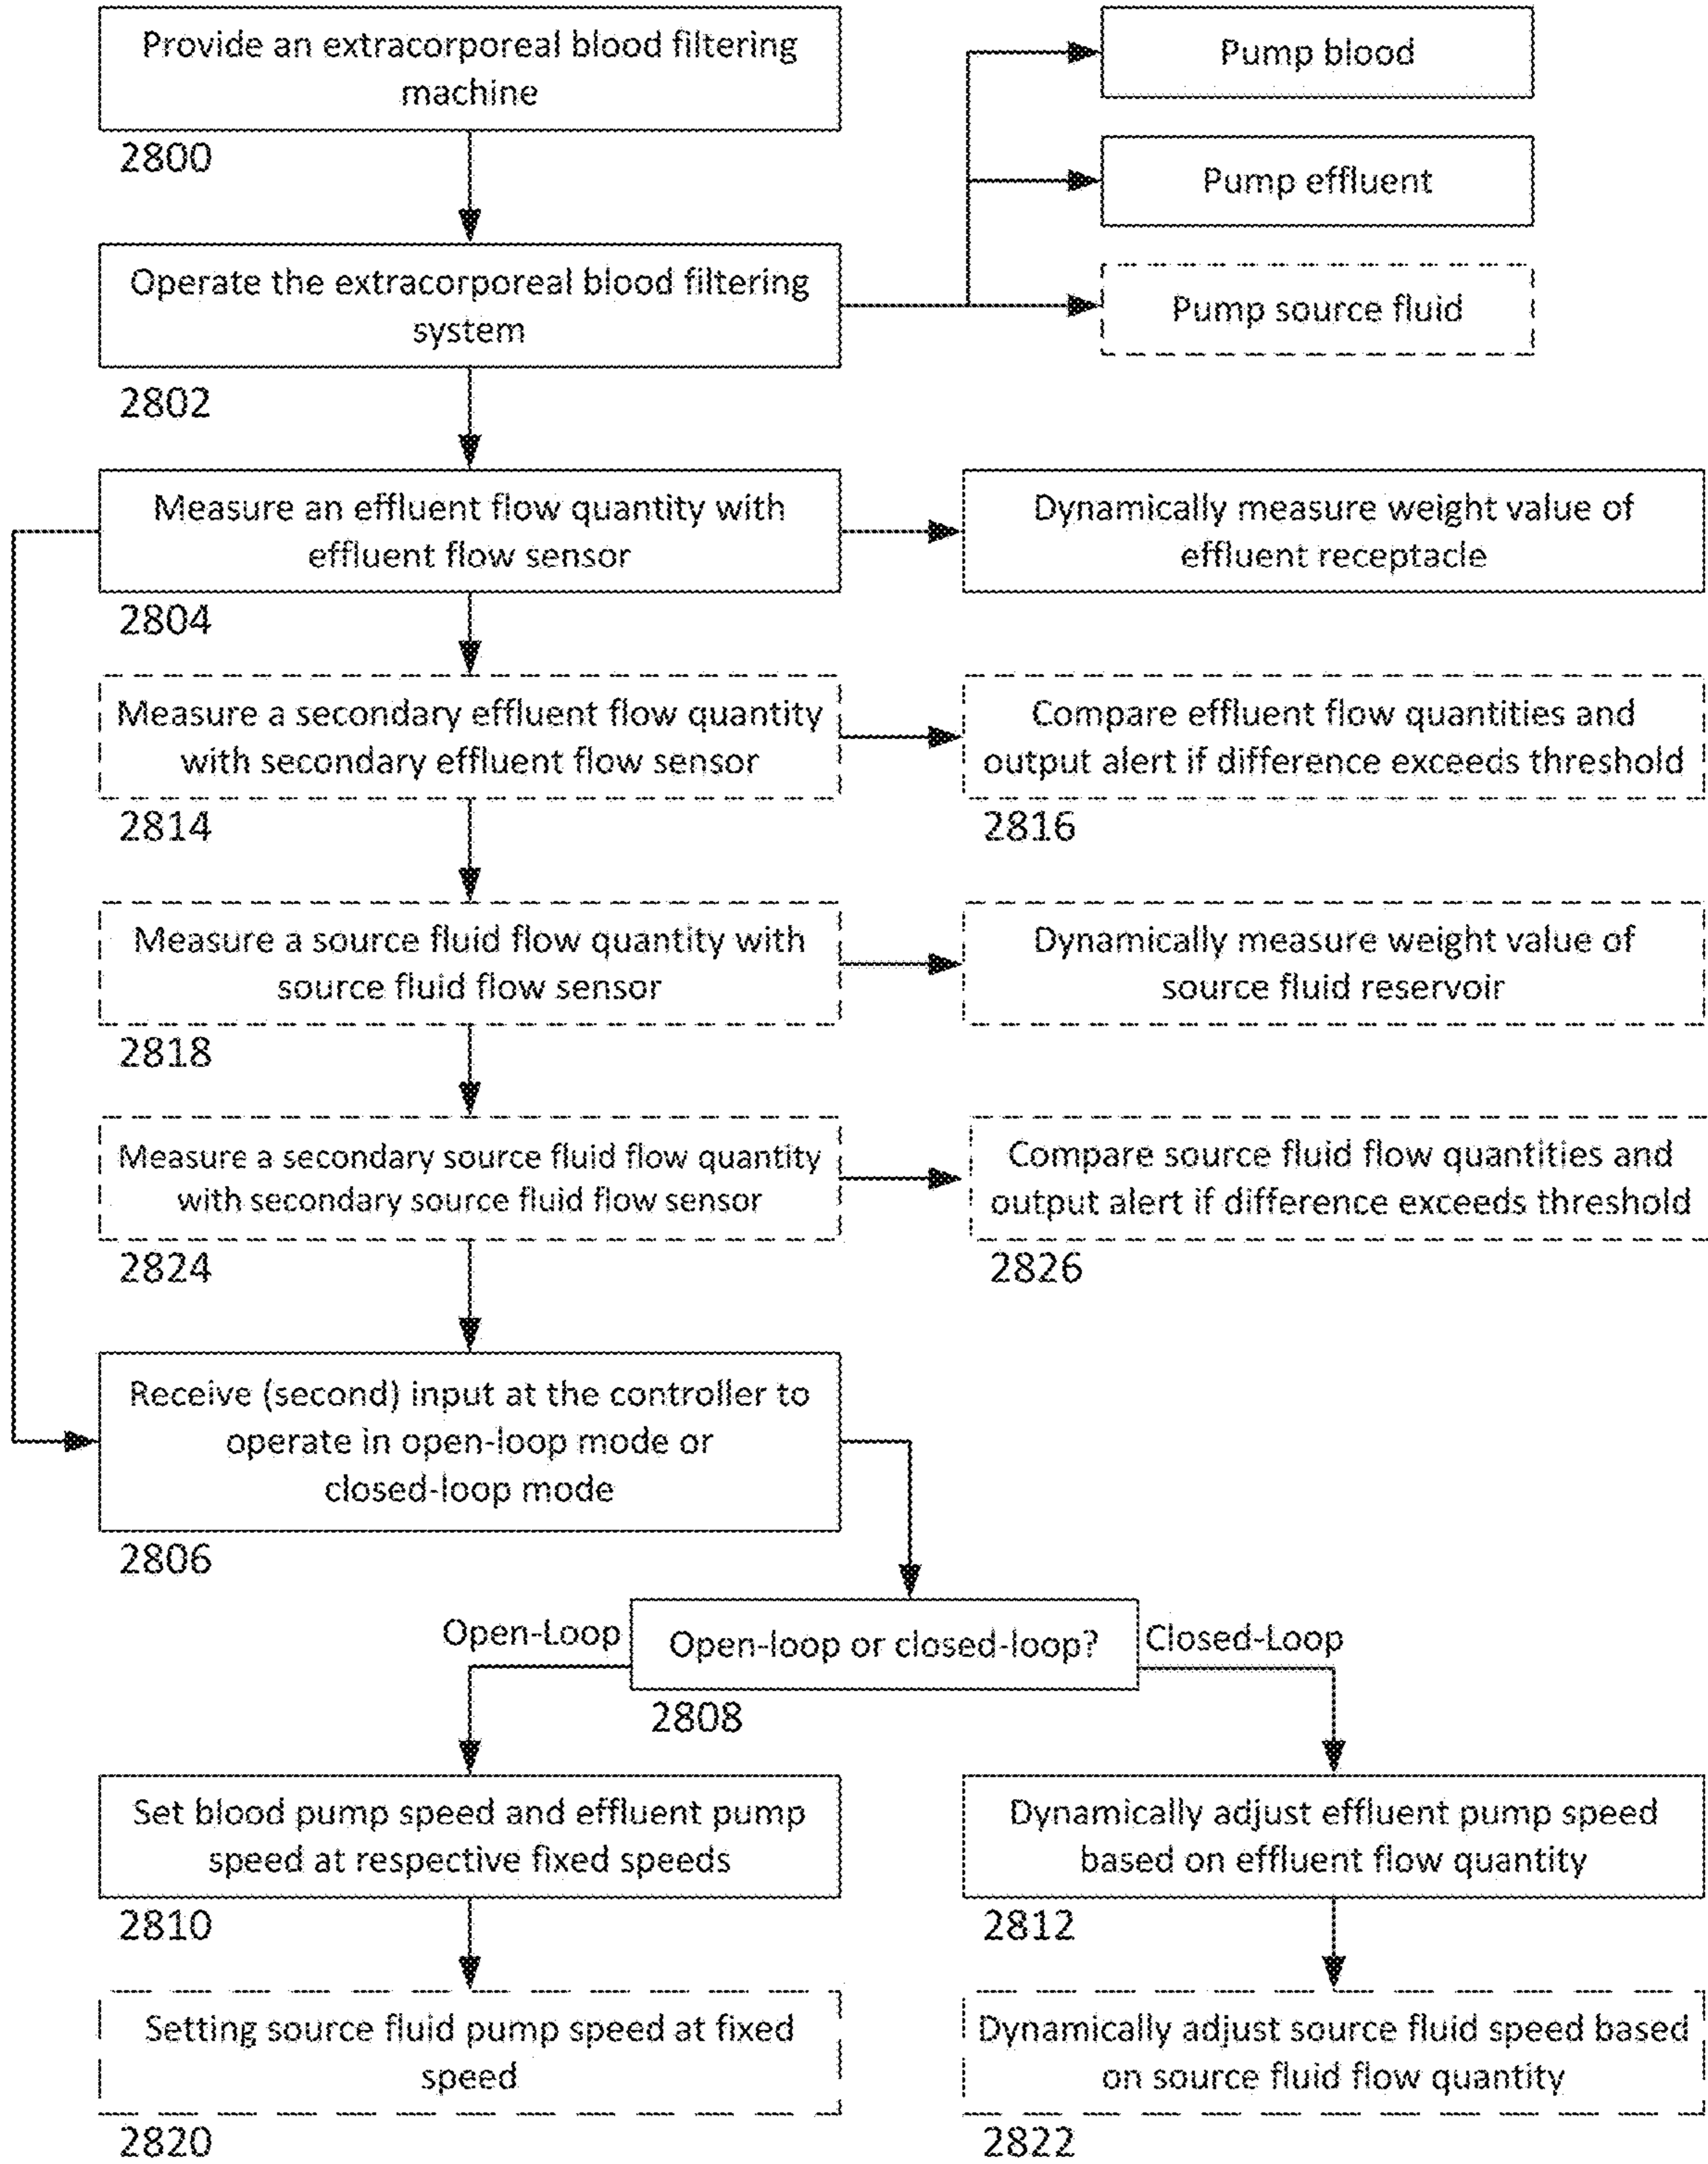 Provide an extracorporeal blood filtering
machine
2800
Pump blood
Pump effluent
Pump source fluid
Operate the extracorporeal blood filtering
system
2802
Measure an effluent flow quantity with
effluent flow sensor
2804
Dynamically measure weight value of
effluent receptacle
Measure a secondary effluent flow quantity
with secondary effluent flow sensor
2814
Compare effluent flow quantities and
output alert if difference exceeds threshold
2816
Measure a source fluid flow quantity with
source fluid flow sensor
2818
Dynamically measure weight value of
source fluid reservoir
Measure a secondary source fluid flow quantity
with secondary source fluid flow sensor
2824
Compare source fluid flow quantities and
output alert if difference exceeds threshold
2826
Receive (second) input at the controller to
operate in open-loop mode or
closed-loop mode
2806
Open-Loop
Open-loop or closed-loop?
Closed-Loop
2808
Set blood pump speed and effluent pump
speed at respective fixed speeds
2810
Dynamically adjust effluent pump speed
based on effluent flow quantity
2812
Setting source fluid pump speed at fixed
speed
2820
Dynamically adjust source fluid speed based
on source fluid flow quantity
2822